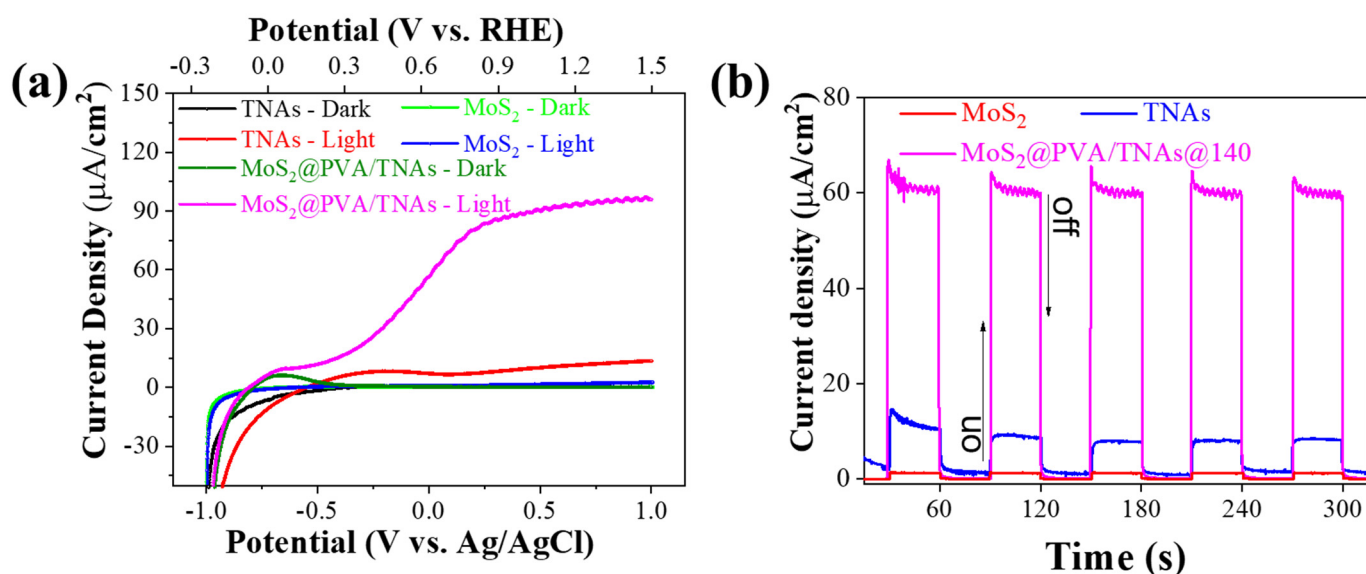 (a)
Potential (V vs. RHE)
-0.3 0.0 0.3 0.6 0.9 1.2 1.5
Current Density (μA/cm²)
150
120
90
60
30
0
-30
TNAs - Dark MoS₂ - Dark
TNAs - Light MoS₂ - Light
MoS₂@PVA/TNAs - Dark
MoS₂@PVA/TNAs - Light
-1.0 -0.5 0.0 0.5 1.0
Potential (V vs. Ag/AgCl)
(b)
Current density (μA/cm²)
80
60
40
20
0
MoS₂ TNAs
MoS₂@PVA/TNAs@140
off
on
60 120 180 240 300
Time (s)